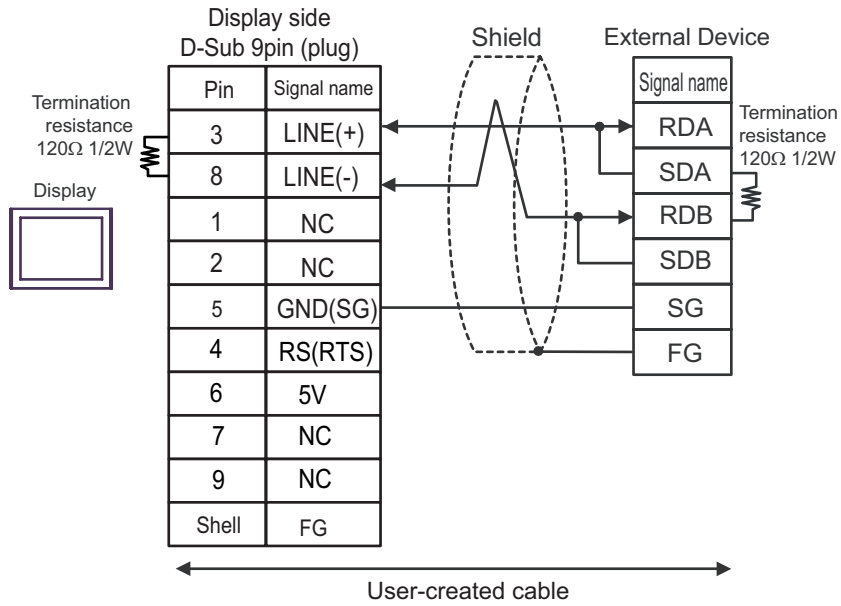 Display side
D-Sub 9pin (plug)
Shield
External Device
Pin
Signal name
Signal name
Termination
resistance
120Ω 1/2W
3
LINE(+)
RDA
Termination
resistance
120Ω 1/2W
8
LINE(-)
SDA
Display
1
NC
RDB
2
NC
SDB
5
GND(SG)
SG
4
RS(RTS)
FG
6
5V
7
NC
9
NC
Shell
FG
User-created cable